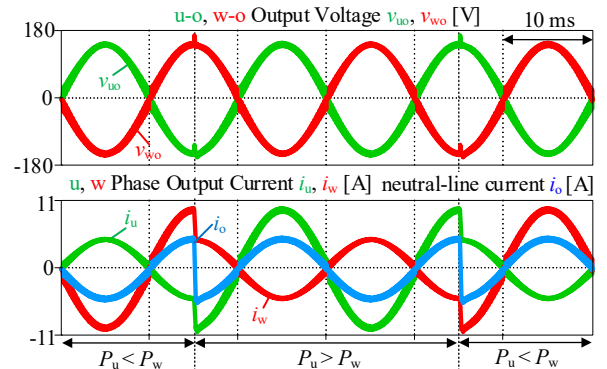 u-o, w-o Output Voltage vuo, vwo [V]
180
10 ms
vuo
0
vwo
-180
u, w Phase Output Current iu, iw [A] neutral-line current io [A]
11
iu
io
0
iw
-11
Pu < Pw
Pu > Pw
Pu < Pw